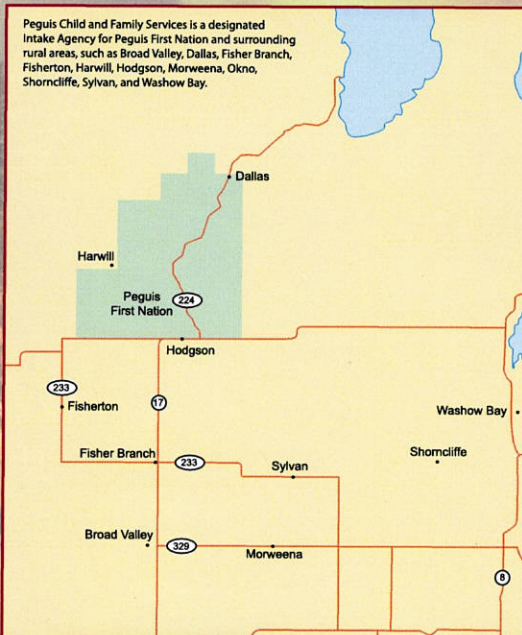 Peguis Child and Family Services is a designated
Intake Agency for Peguis First Nation and surrounding
rural areas, such as Broad Valley, Dallas, Fisher Branch,
Fisherton, Harwill, Hodgson, Morweena, Okno,
Shorncliffe, Sylvan, and Washow Bay.
Dallas
Harwill
Peguis
First Nation
224
Hodgson
233
Fisherton
17
Washow Bay
Fisher Branch
233
Sylvan
Shorncliffe
Broad Valley
329
Morweena
8